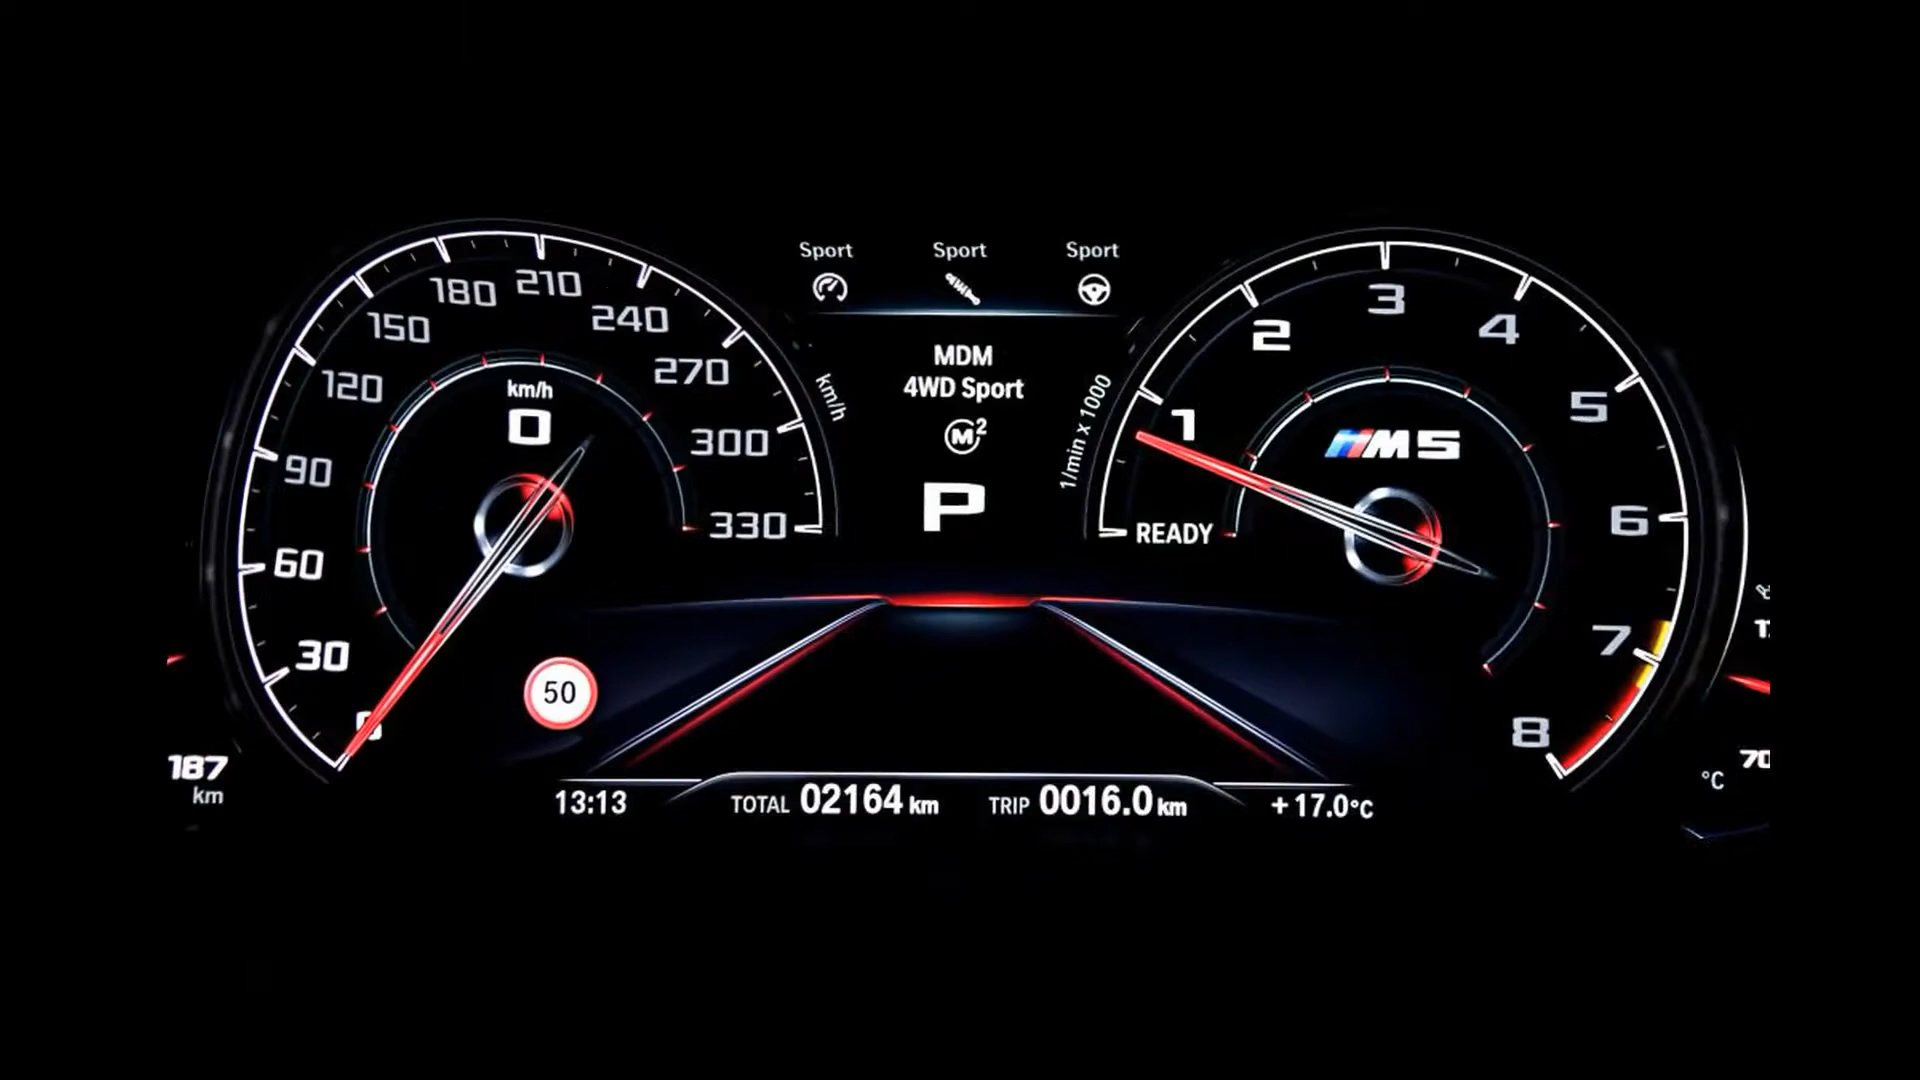 Sport
Sport
Sport
MDM
4WD Sport
M²
P
0
30
60
90
120
150
180
210
240
270
300
330
km/h
0
km/h
50
1/min x 1000
READY
1
2
3
4
5
6
7
8
M5
187
km
13:13
TOTAL 02164 km
TRIP 0016.0 km
+17.0°C
°C
70